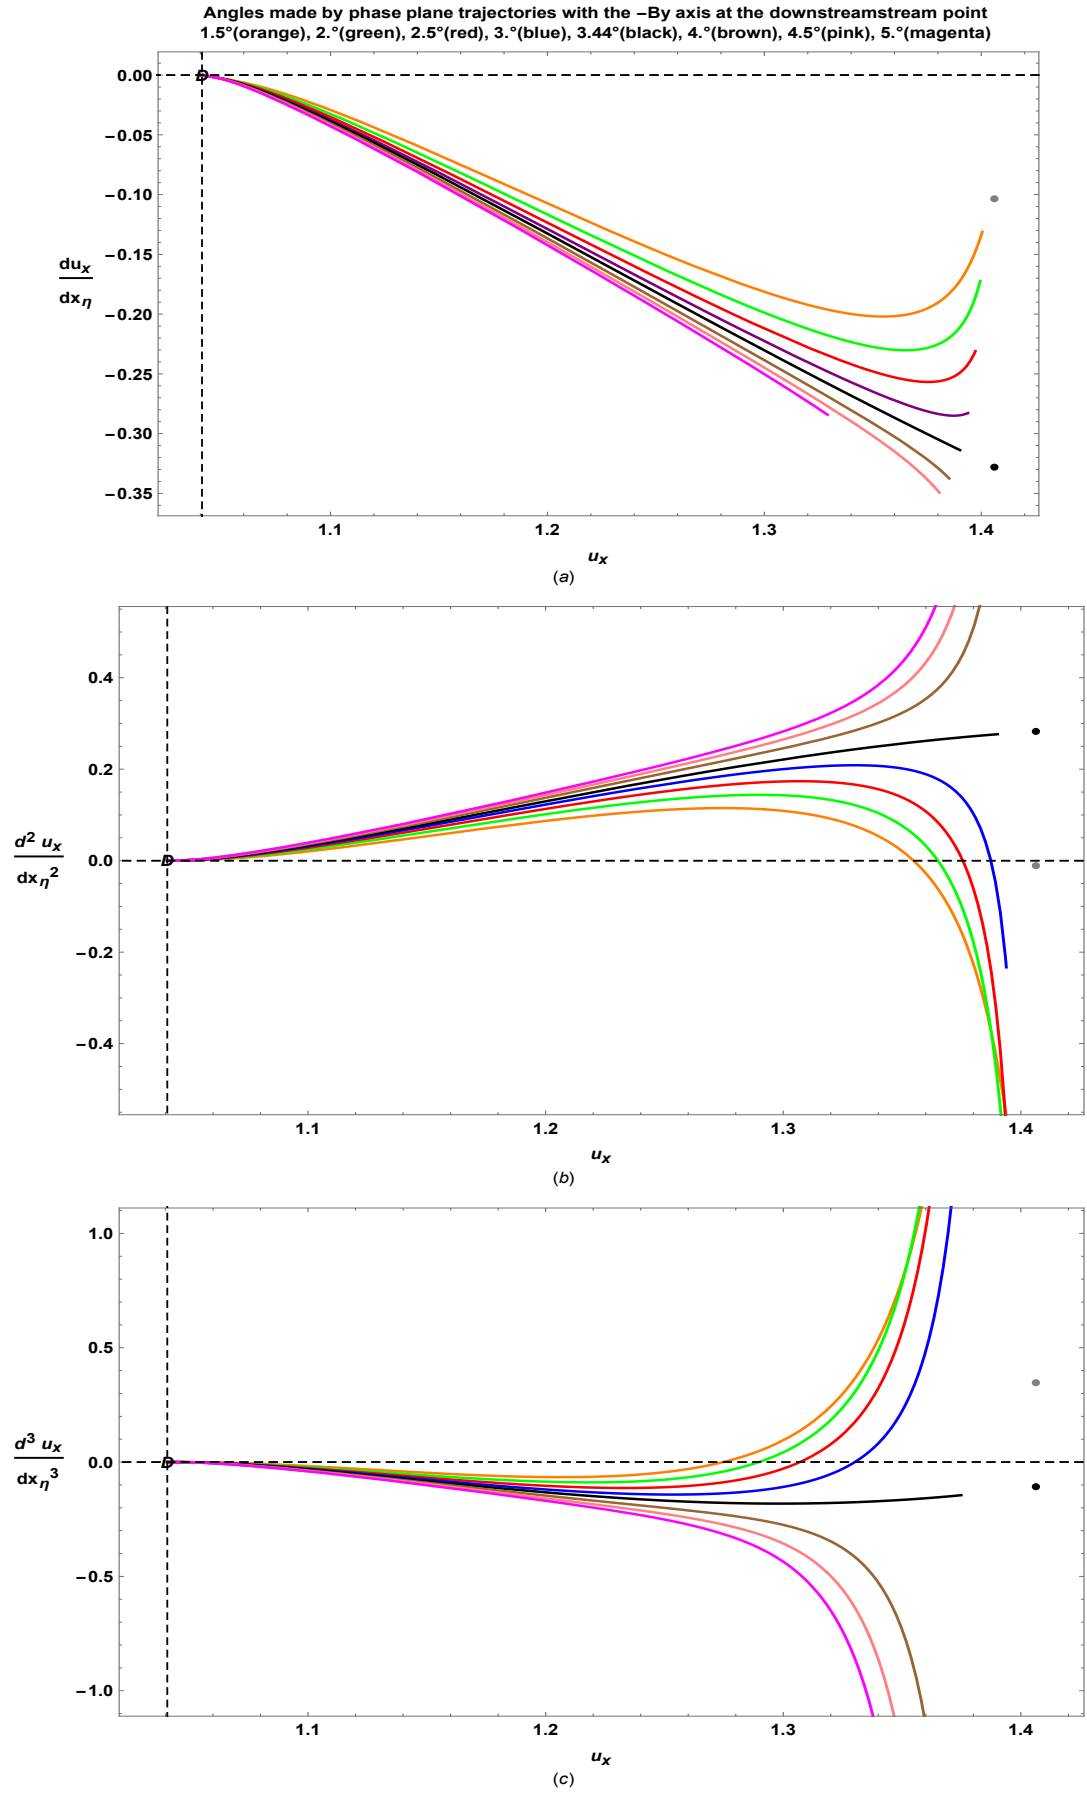 Angles made by phase plane trajectories with the −By axis at the downstreamstream point
1.5°(orange), 2.°(green), 2.5°(red), 3.°(blue), 3.44°(black), 4.°(brown), 4.5°(pink), 5.°(magenta)
0.00
D
−0.05
−0.10
−0.15
du_x
dx_η
−0.20
−0.25
−0.30
−0.35
1.1
1.2
1.3
1.4
u_x
(a)
0.4
0.2
d² u_x
dx_η²
0.0
D
−0.2
−0.4
1.1
1.2
1.3
1.4
u_x
(b)
1.0
0.5
d³ u_x
dx_η³
0.0
D
−0.5
−1.0
1.1
1.2
1.3
1.4
u_x
(c)